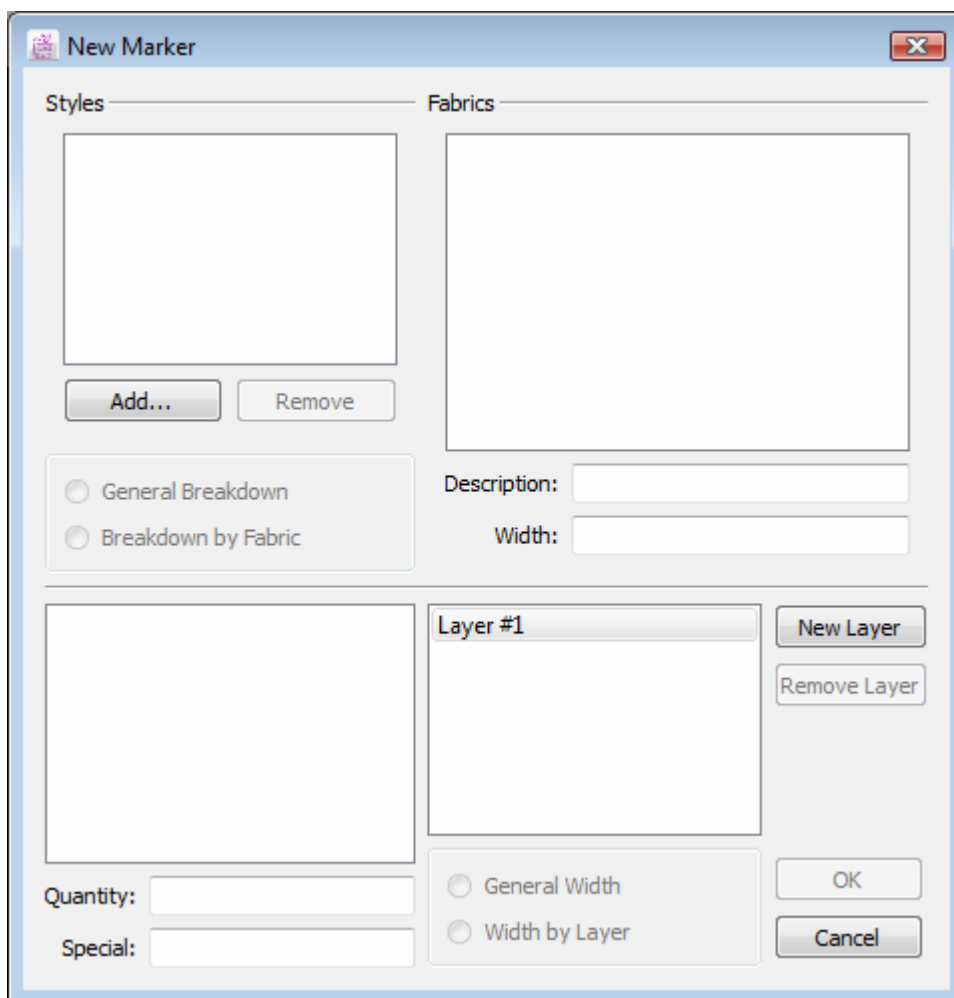 New Marker
Styles
Fabrics
Add...
Remove
General Breakdown
Breakdown by Fabric
Description:
Width:
Layer #1
New Layer
Remove Layer
Quantity:
Special:
General Width
Width by Layer
OK
Cancel